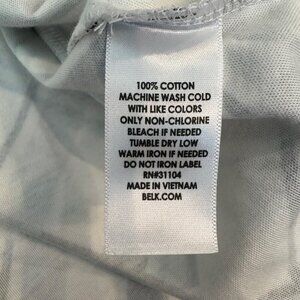 100% COTTON
MACHINE WASH COLD
WITH LIKE COLORS
ONLY NON-CHLORINE
BLEACH IF NEEDED
TUMBLE DRY LOW
WARM IRON IF NEEDED
DO NOT IRON LABEL
RN#31104
MADE IN VIETNAM
BELK.COM